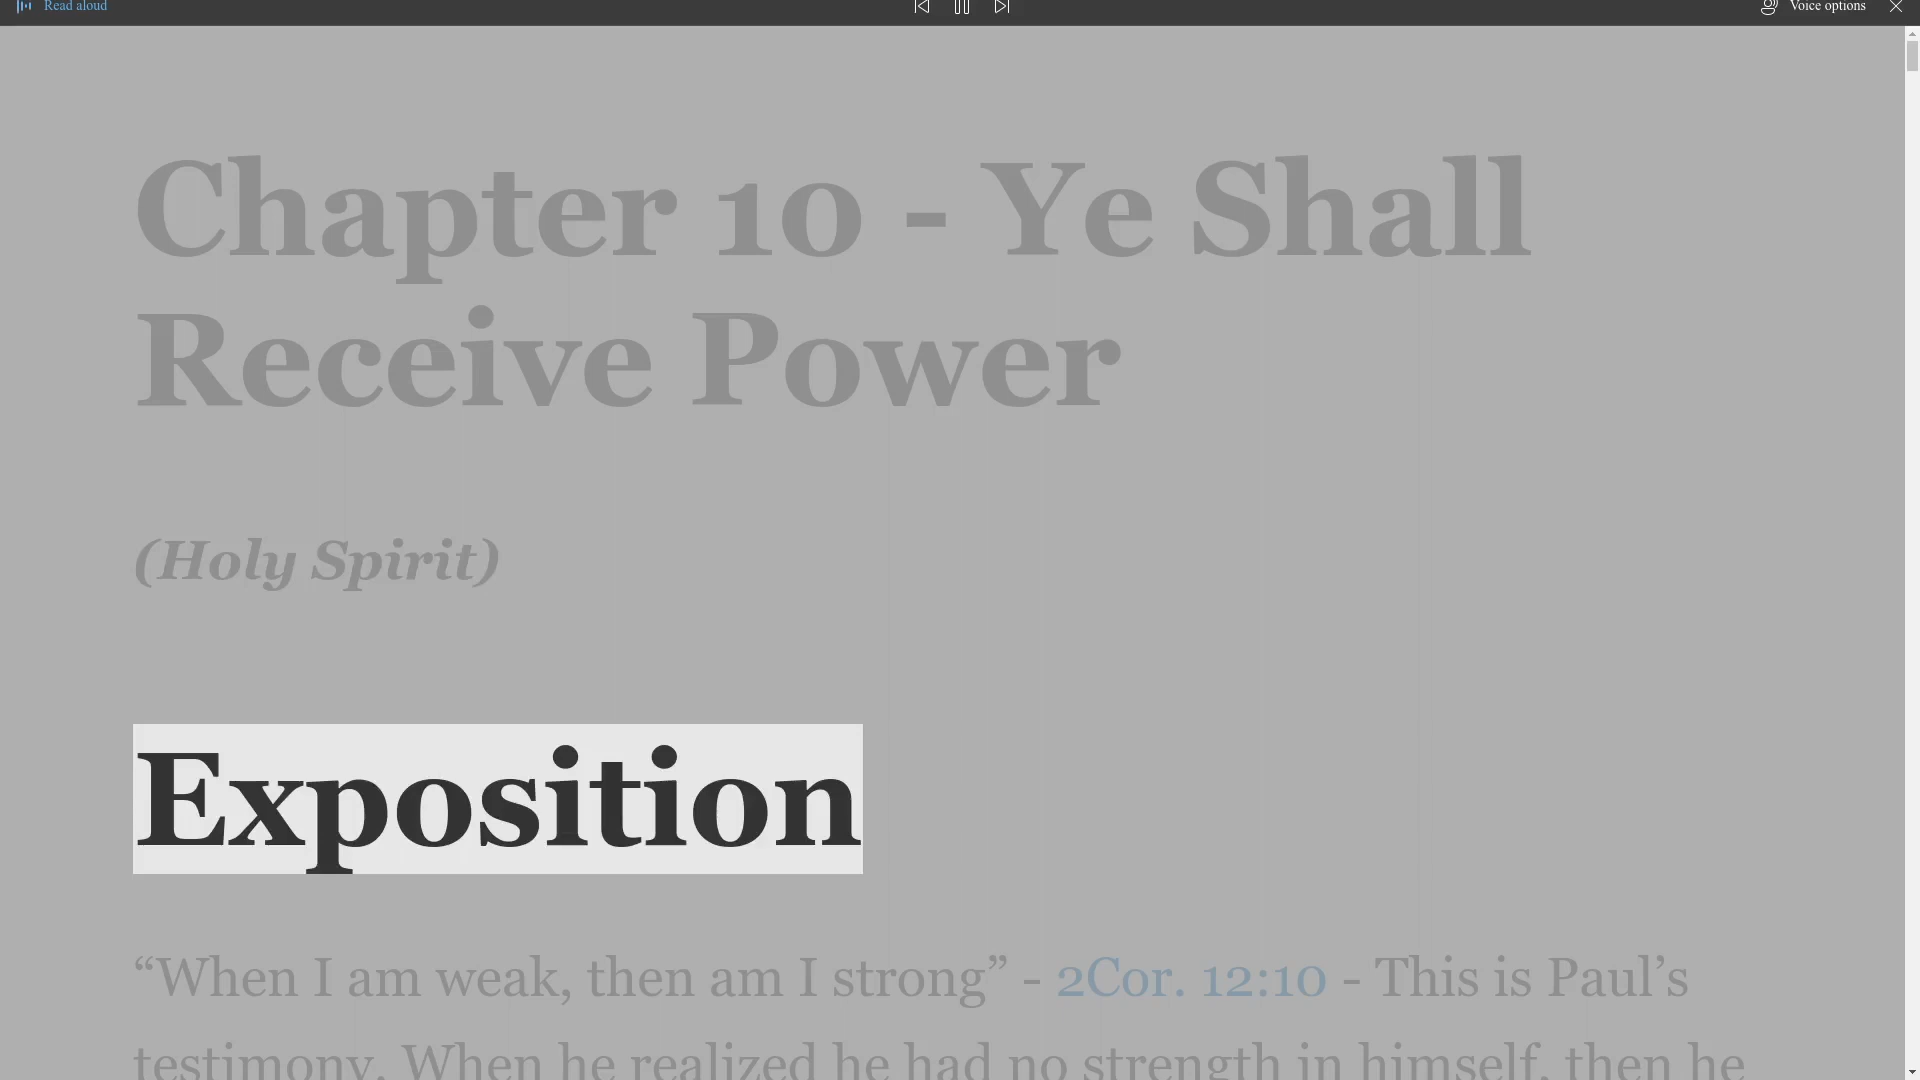 Read aloud
Voice options
Chapter 10 - Ye Shall
Receive Power
(Holy Spirit)
Exposition
“When I am weak, then am I strong” - 2Cor. 12:10 - This is Paul’s
testimony. When he realized he had no strength in himself, then he